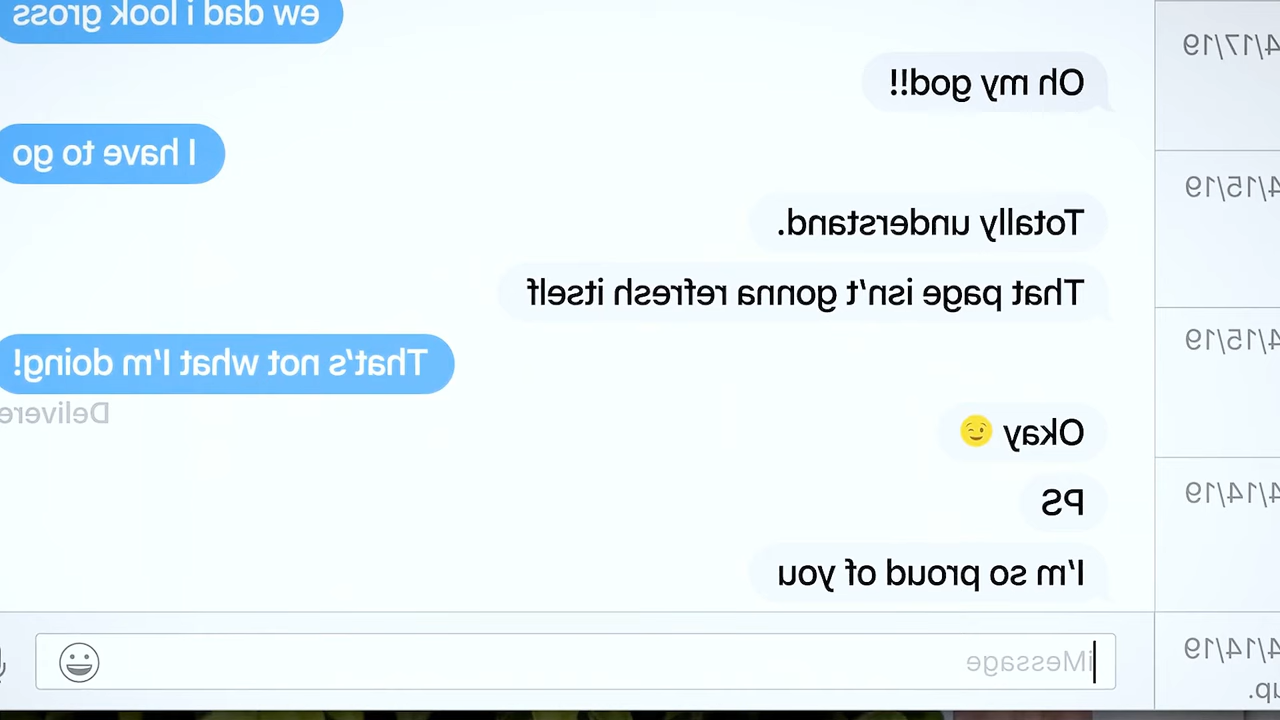 4/17/19
4/15/19
4/15/19
4/14/19
4/14/19
up.
ew dad i look gross
Oh my god!!
I have to go
Totally understand.
That page isn't gonna refresh itself
That's not what I'm doing!
Delivere
Okay 😉
PS
I'm so proud of you
iMessage